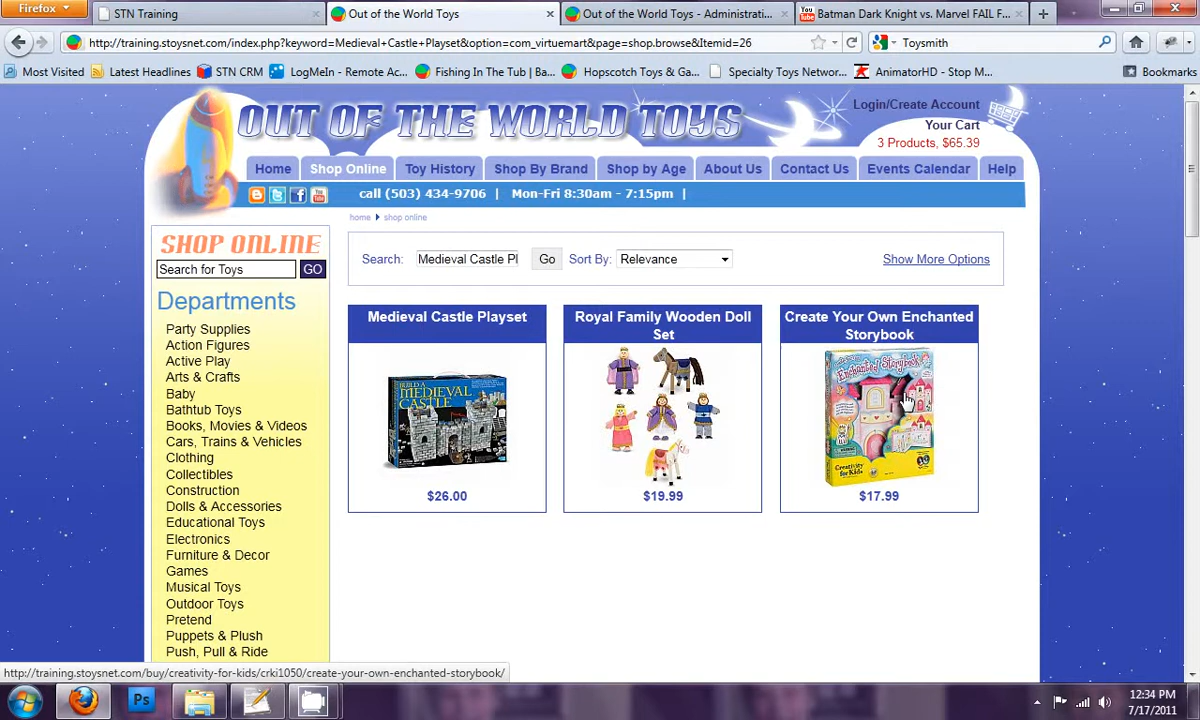 Firefox
STN Training
Out of the World Toys
Out of the World Toys - Administrati...
Batman Dark Knight vs. Marvel FAIL F...
http://training.stoysnet.com/index.php?keyword=Medieval+Castle+Playset&option=com_virtuemart&page=shop.browse&Itemid=26
Toysmith
Most Visited
Latest Headlines
STN CRM
LogMeIn - Remote Ac...
Fishing In The Tub | Ba...
Hopscotch Toys & Ga...
Specialty Toys Networ...
AnimatorHD - Stop M...
Bookmarks
OUT OF THE WORLD TOYS
Login/Create Account
Your Cart
3 Products, $65.39
Home
Shop Online
Toy History
Shop By Brand
Shop by Age
About Us
Contact Us
Events Calendar
Help
call (503) 434-9706 | Mon-Fri 8:30am - 7:15pm |
home
shop online
SHOP ONLINE
Search for Toys
GO
Departments
Party Supplies
Action Figures
Active Play
Arts & Crafts
Baby
Bathtub Toys
Books, Movies & Videos
Cars, Trains & Vehicles
Clothing
Collectibles
Construction
Dolls & Accessories
Educational Toys
Electronics
Furniture & Decor
Games
Musical Toys
Outdoor Toys
Pretend
Puppets & Plush
Push, Pull & Ride
Search:
Medieval Castle Pl
Go
Sort By:
Relevance
Show More Options
Medieval Castle Playset
BUILD A
MEDIEVAL
CASTLE
$26.00
Royal Family Wooden Doll
Set
$19.99
Create Your Own Enchanted
Storybook
Enchanted Storybook
Creativity
for Kids
$17.99
http://training.stoysnet.com/buy/creativity-for-kids/crki1050/create-your-own-enchanted-storybook/
Ps
12:34 PM
7/17/2011